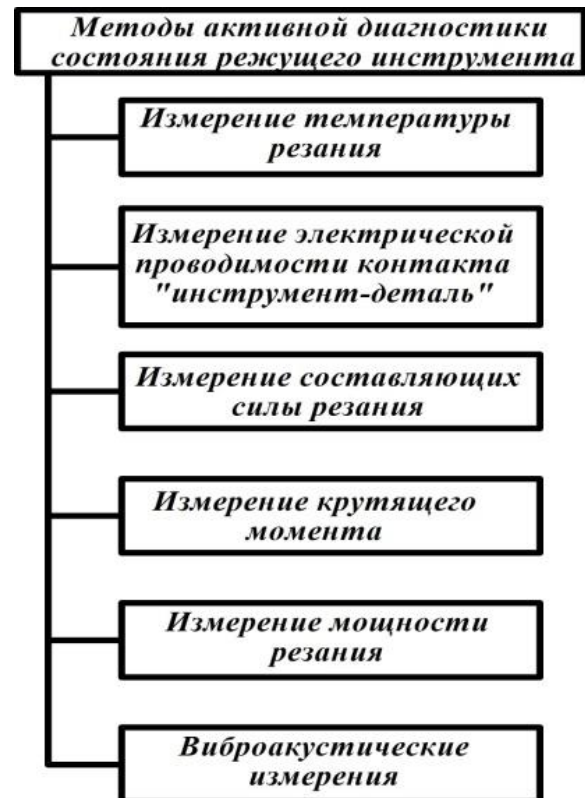 Методы активной диагностики
состояния режущего инструмента
Измерение температуры
резания
Измерение электрической
проводимости контакта
"инструмент-деталь"
Измерение составляющих
силы резания
Измерение крутящего
момента
Измерение мощности
резания
Виброакустические
измерения